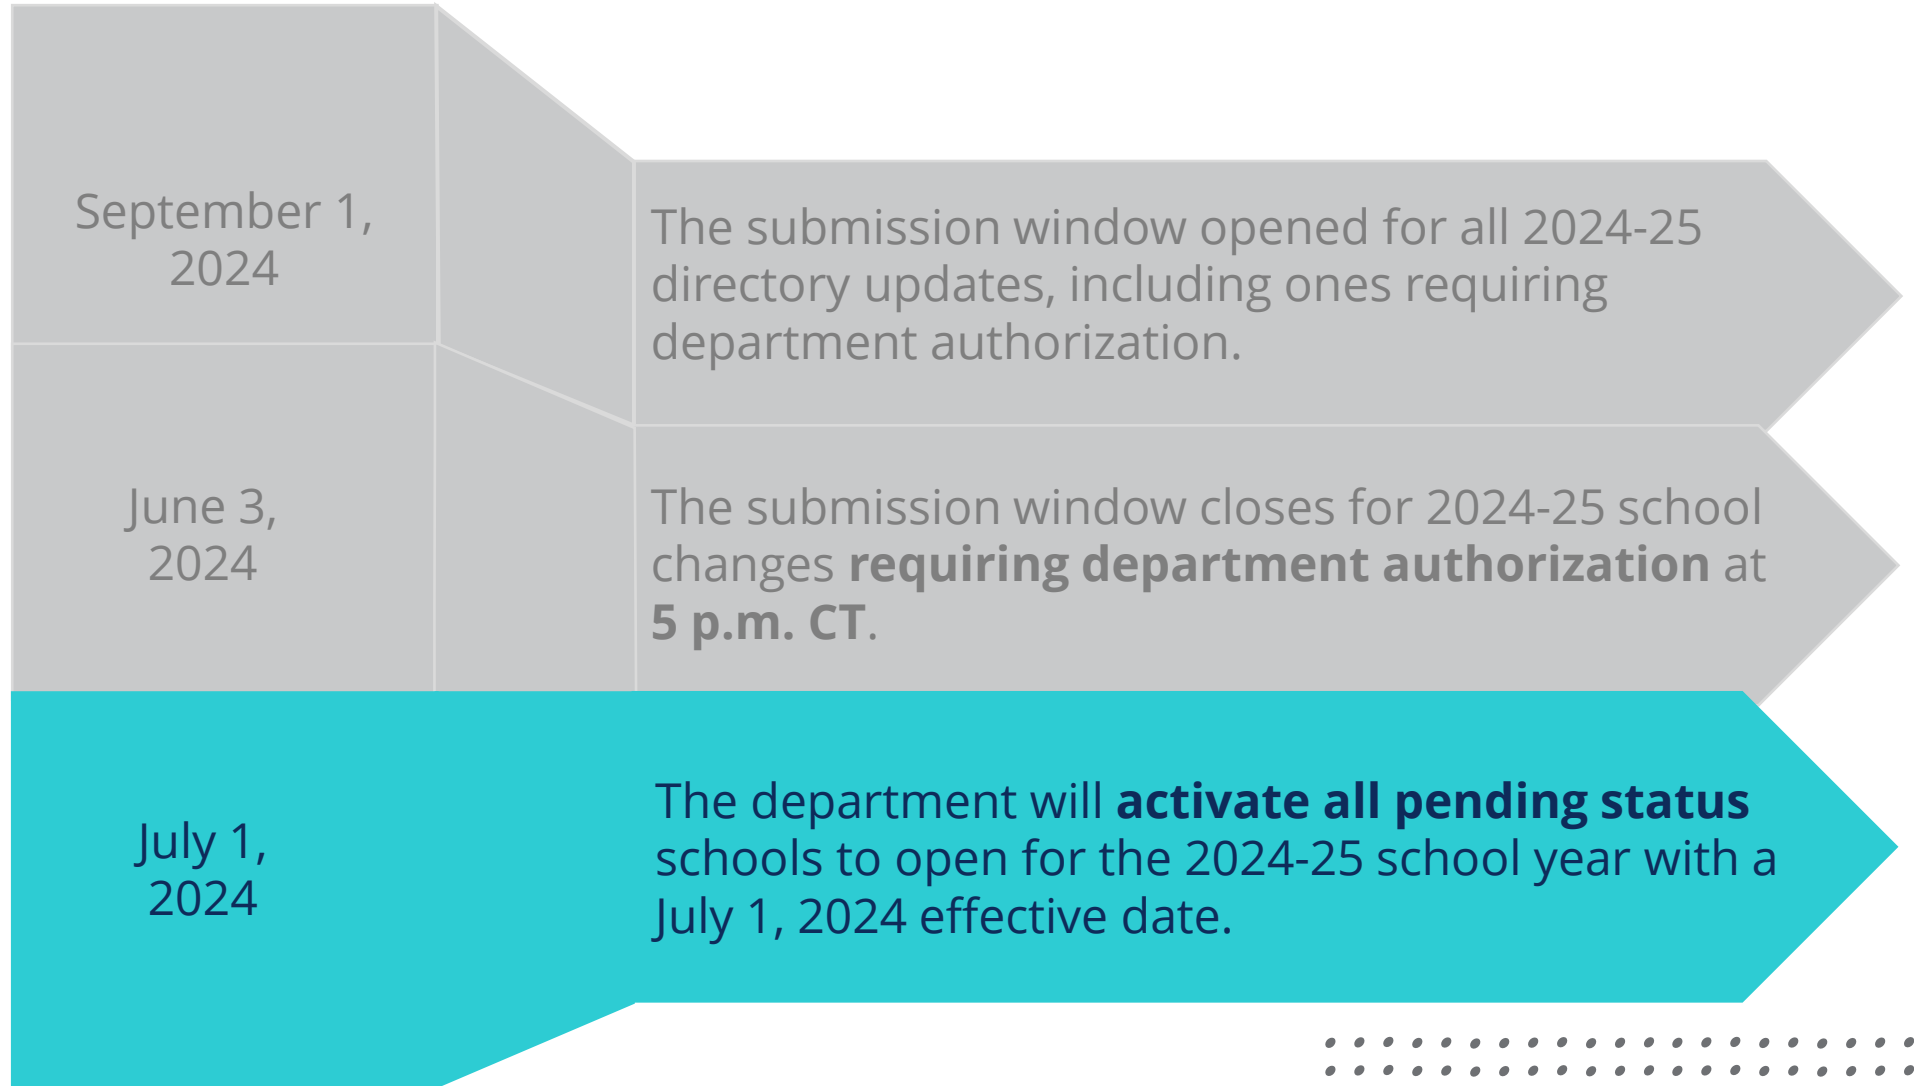 September 1,
2024
The submission window opened for all 2024-25
directory updates, including ones requiring
department authorization.
June 3,
2024
The submission window closes for 2024-25 school
changes requiring department authorization at
5 p.m. CT.
July 1,
2024
The department will activate all pending status
schools to open for the 2024-25 school year with a
July 1, 2024 effective date.